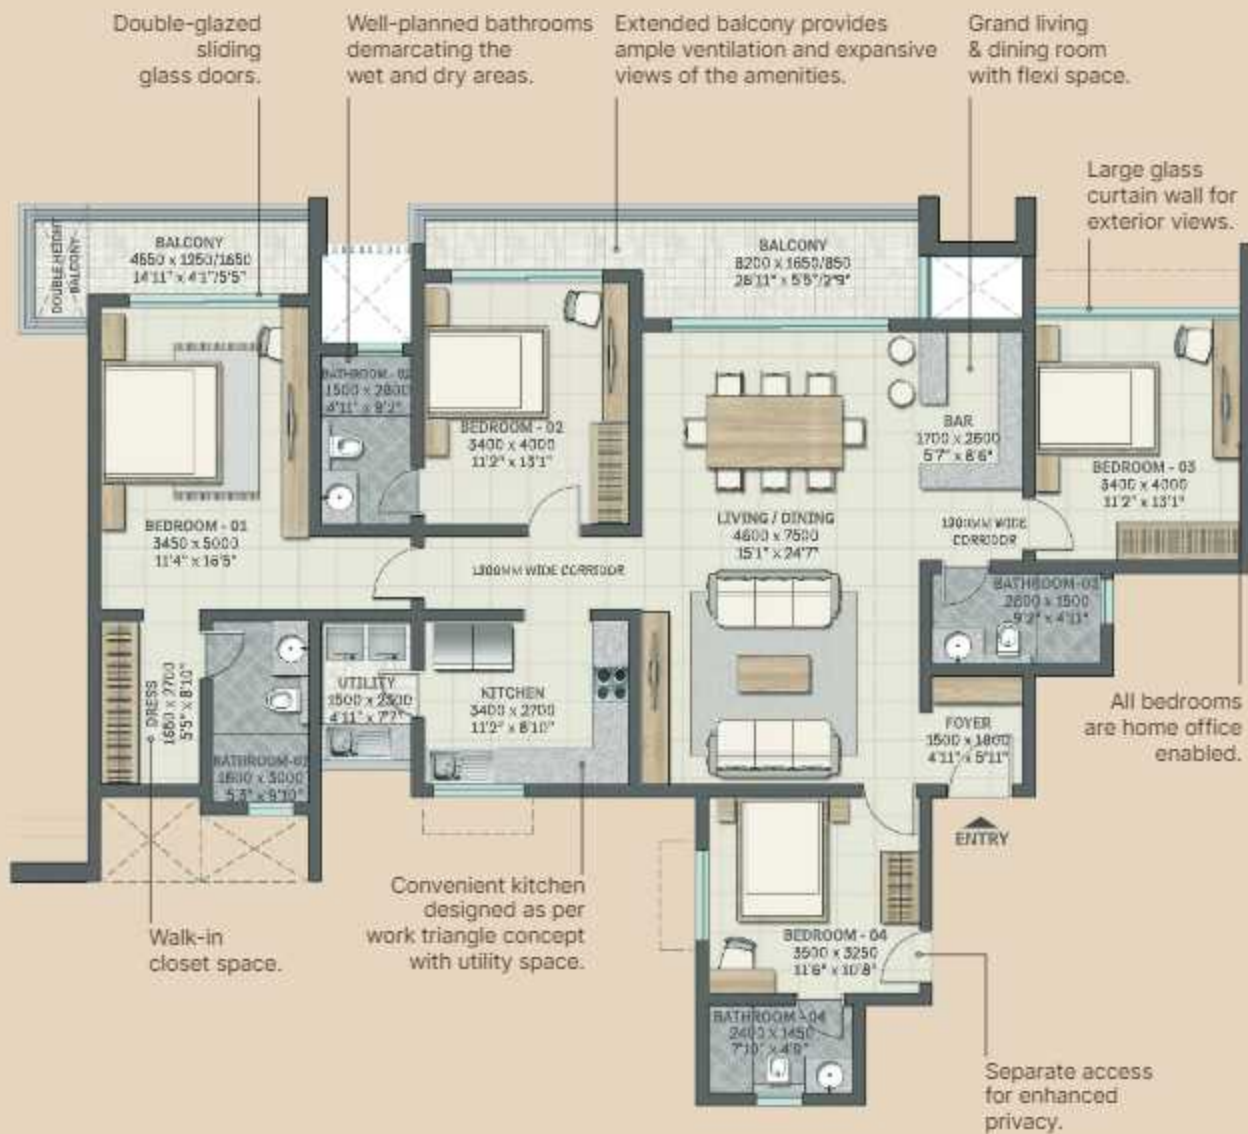 Double-glazed
sliding
glass doors.
Well-planned bathrooms
demarcating the
wet and dry areas.
Extended balcony provides
ample ventilation and expansive
views of the amenities.
Grand living
& dining room
with flexi space.
Large glass
curtain wall for
exterior views.
DOUBLE HEIGHT
BALCONY
BALCONY
4550 x 1250/1650
14'11" x 4'1"/5'5"
BALCONY
8200 x 1650/850
26'11" x 5'5"/2'9"
BATHROOM - 02
1500 x 2800
4'11" x 9'2"
BEDROOM - 02
3400 x 4000
11'2" x 13'1"
BAR
1700 x 2600
5'7" x 8'6"
BEDROOM - 03
3400 x 4000
11'2" x 13'1"
BEDROOM - 01
3450 x 5000
11'4" x 16'5"
LIVING / DINING
4600 x 7500
15'1" x 24'7"
1200MM WIDE
CORRIDOR
1200MM WIDE CORRIDOR
BATHROOM-03
2800 x 1500
9'2" x 4'11"
DRESS
1650 x 2700
5'5" x 8'10"
UTILITY
1500 x 2300
4'11" x 7'7"
KITCHEN
3400 x 2700
11'2" x 8'10"
FOYER
1500 x 1800
4'11" x 5'11"
BATHROOM-01
1600 x 3000
5'3" x 9'10"
All bedrooms
are home office
enabled.
ENTRY
Walk-in
closet space.
Convenient kitchen
designed as per
work triangle concept
with utility space.
BEDROOM - 04
3500 x 3250
11'6" x 10'8"
BATHROOM - 04
2400 x 1450
7'10" x 4'9"
Separate access
for enhanced
privacy.